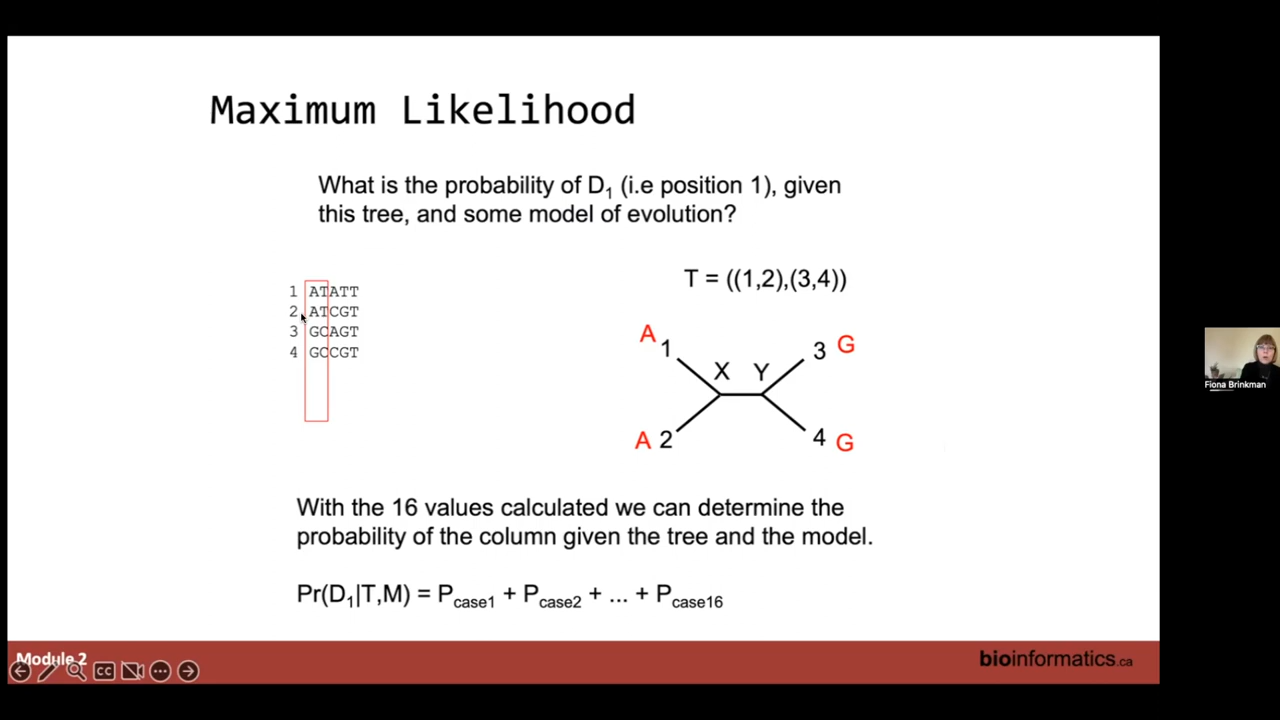 Maximum Likelihood
What is the probability of D₁ (i.e position 1), given
this tree, and some model of evolution?
T = ((1,2),(3,4))
1 ATATT
2 ATCGT
3 GCAGT
4 GCCGT
A 1 X Y 3 G
A 2 4 G
With the 16 values calculated we can determine the
probability of the column given the tree and the model.
Pr(D₁|T,M) = Pcase1 + Pcase2 + ... + Pcase16
Module 2
CC
bioinformatics.ca
Fiona Brinkman